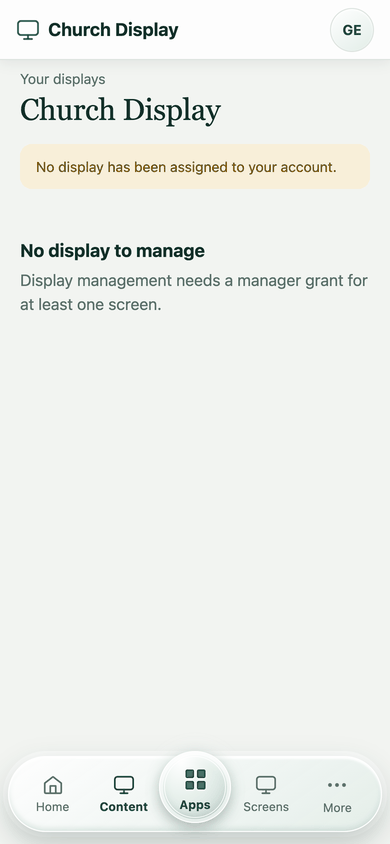 Church Display
GE
Your displays
Church Display
No display has been assigned to your account.
No display to manage
Display management needs a manager grant for
at least one screen.
Home
Content
Apps
Screens
More